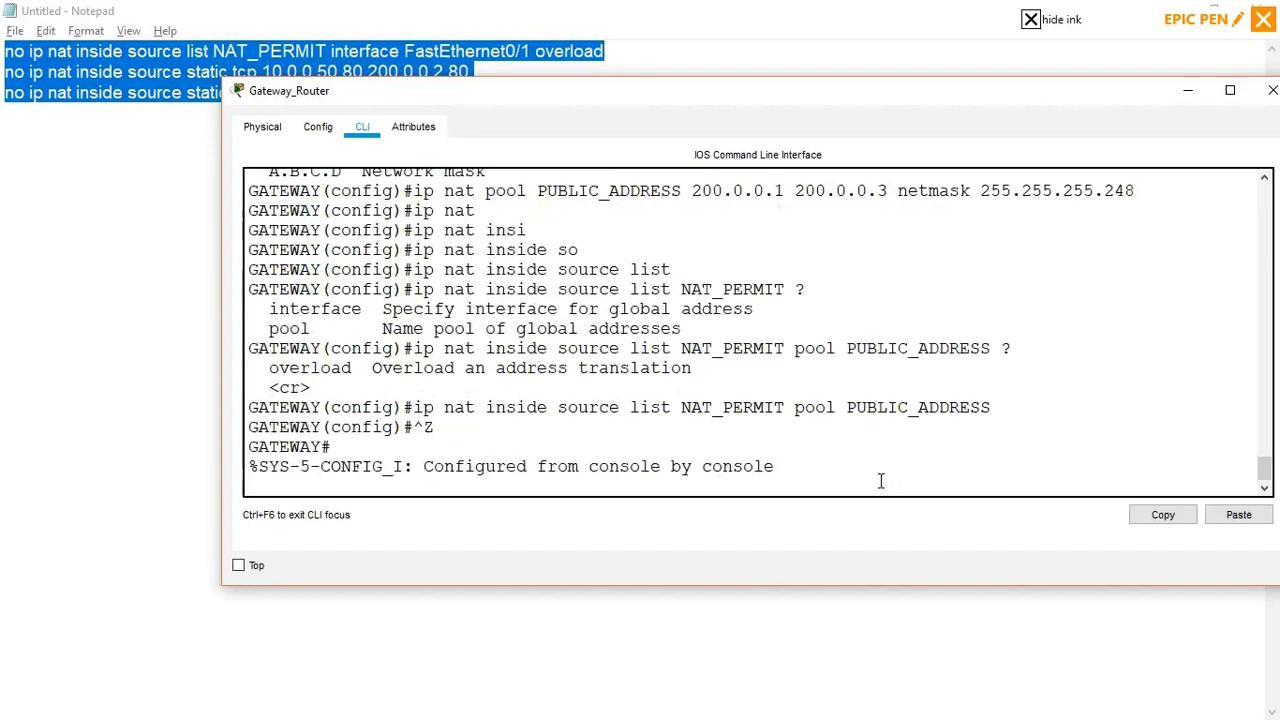 Untitled - Notepad
File Edit Format View Help
hide ink
EPIC PEN
no ip nat inside source list NAT_PERMIT interface FastEthernet0/1 overload
no ip nat inside source static tcp 10.0.0.50 80 200.0.0.2 80
no ip nat inside source stati
Gateway_Router
Physical Config CLI Attributes
IOS Command Line Interface
A.B.C.D Network mask
GATEWAY(config)#ip nat pool PUBLIC_ADDRESS 200.0.0.1 200.0.0.3 netmask 255.255.255.248
GATEWAY(config)#ip nat
GATEWAY(config)#ip nat insi
GATEWAY(config)#ip nat inside so
GATEWAY(config)#ip nat inside source list
GATEWAY(config)#ip nat inside source list NAT_PERMIT ?
interface Specify interface for global address
pool Name pool of global addresses
GATEWAY(config)#ip nat inside source list NAT_PERMIT pool PUBLIC_ADDRESS ?
overload Overload an address translation
<cr>
GATEWAY(config)#ip nat inside source list NAT_PERMIT pool PUBLIC_ADDRESS
GATEWAY(config)#^Z
GATEWAY#
%SYS-5-CONFIG_I: Configured from console by console
Ctrl+F6 to exit CLI focus
Copy Paste
Top